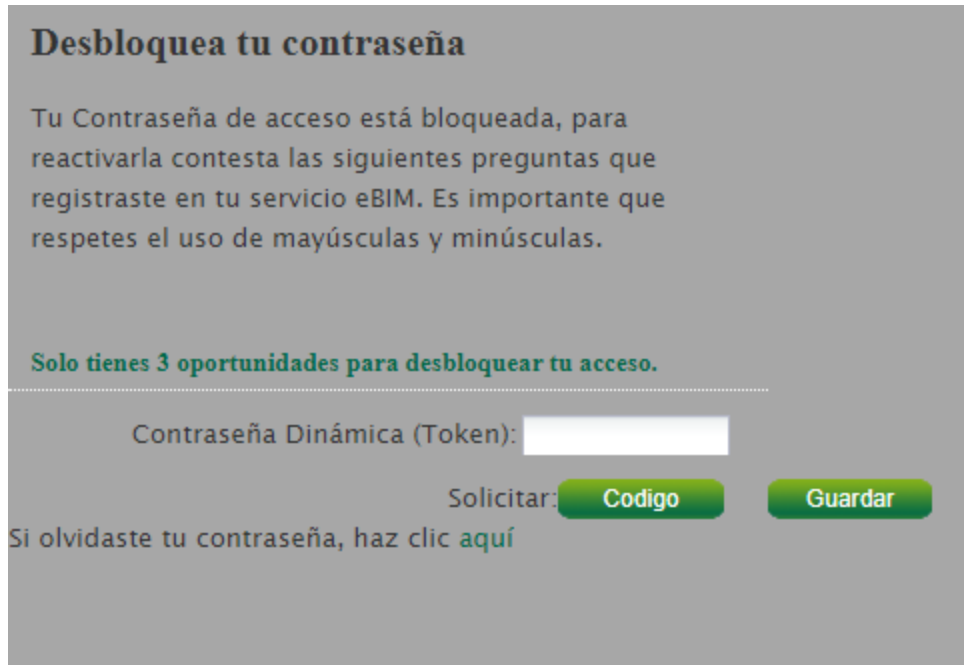 Desbloquea tu contraseña
Tu Contraseña de acceso está bloqueada, para
reactivarla contesta las siguientes preguntas que
registraste en tu servicio eBIM. Es importante que
respetes el uso de mayúsculas y minúsculas.
Solo tienes 3 oportunidades para desbloquear tu acceso.
Contraseña Dinámica (Token):
Solicitar: Codigo Guardar
Si olvidaste tu contraseña, haz clic aquí